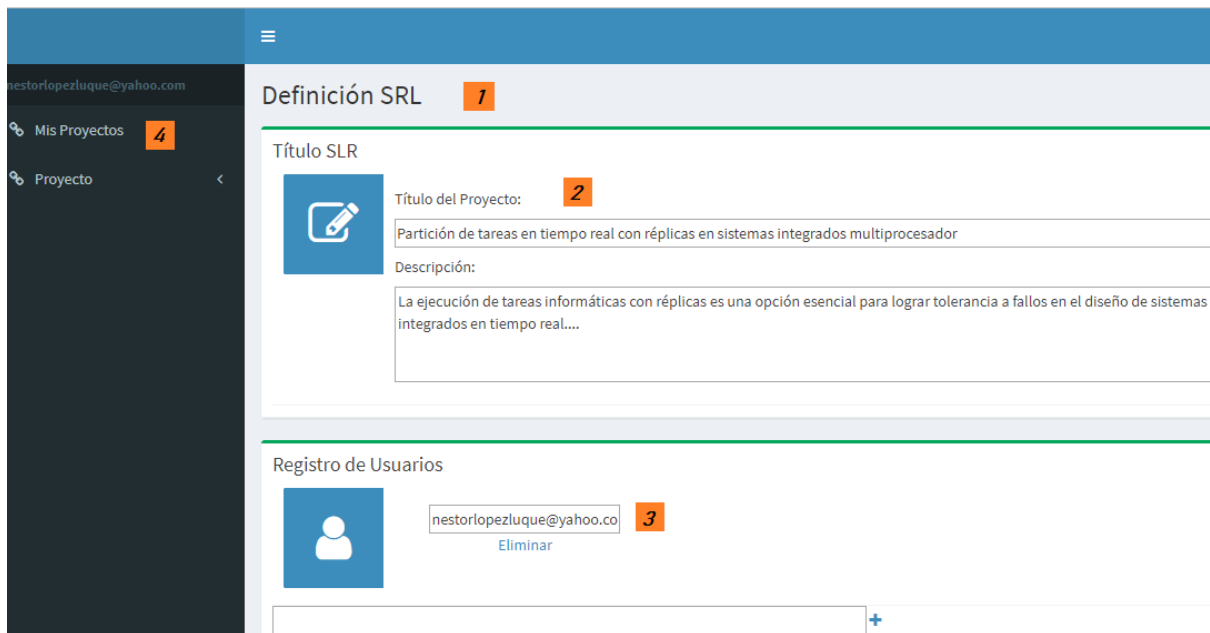 nestorlopezluque@yahoo.com
Mis Proyectos 4
Proyecto
Definición SRL 1
Título SLR
Título del Proyecto: 2
Partición de tareas en tiempo real con réplicas en sistemas integrados multiprocesador
Descripción:
La ejecución de tareas informáticas con réplicas es una opción esencial para lograr tolerancia a fallos en el diseño de sistemas
integrados en tiempo real....
Registro de Usuarios
nestorlopezluque@yahoo.co 3
Eliminar